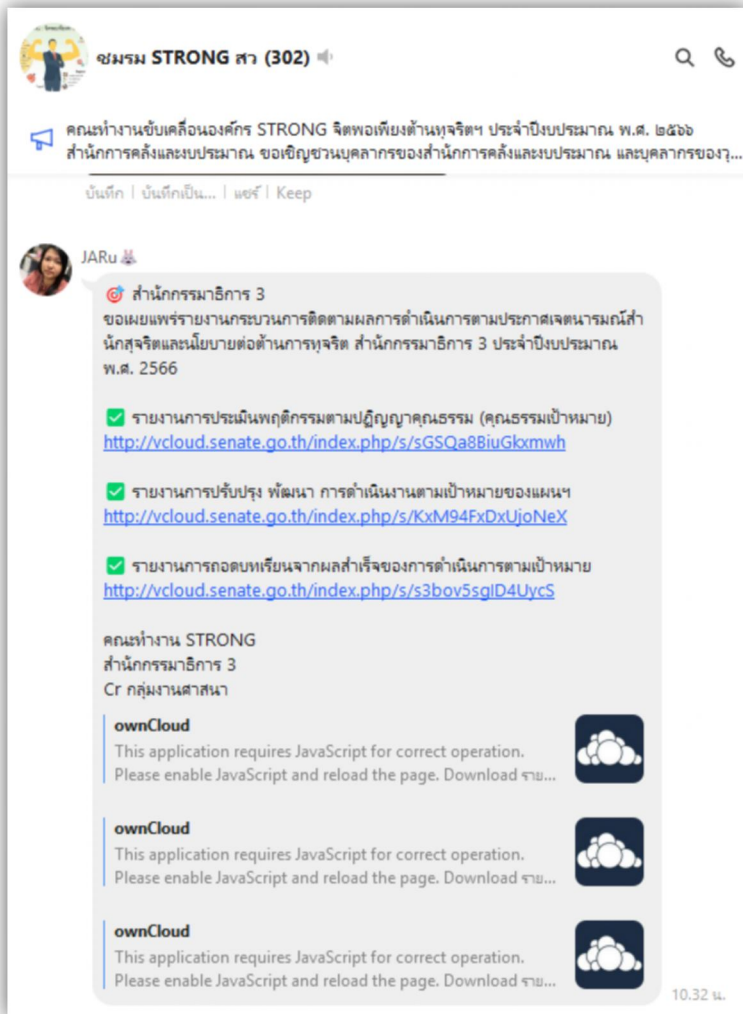 ชมรม STRONG สว (302)
คณะทำงานขับเคลื่อนองค์กร STRONG จิตพอเพียงต้านทุจริตฯ ประจำปีงบประมาณ พ.ศ. ๒๕๖๖
สำนักการคลังและงบประมาณ ขอเชิญชวนบุคลากรของสำนักการคลังและงบประมาณ และบุคลากรของวุ...
บันทึก | บันทึกเป็น... | แชร์ | Keep
JARu
สำนักกรรมาธิการ 3
ขอเผยแพร่รายงานกระบวนการติดตามผลการดำเนินการตามประกาศเจตนารมณ์สำ
นักสุจริตและนโยบายต่อต้านการทุจริต สำนักกรรมาธิการ 3 ประจำปีงบประมาณ
พ.ศ. 2566
รายงานการประเมินพฤติกรรมตามปฏิญญาคุณธรรม (คุณธรรมเป้าหมาย)
http://vcloud.senate.go.th/index.php/s/sGSQa8BiuGkxmwh
รายงานการปรับปรุง พัฒนา การดำเนินงานตามเป้าหมายของแผนฯ
http://vcloud.senate.go.th/index.php/s/KxM94FxDxUjoNeX
รายงานการถอดบทเรียนจากผลสำเร็จของการดำเนินการตามเป้าหมาย
http://vcloud.senate.go.th/index.php/s/s3bov5sgID4UycS
คณะทำงาน STRONG
สำนักกรรมาธิการ 3
Cr กลุ่มงานศาสนา
ownCloud
This application requires JavaScript for correct operation.
Please enable JavaScript and reload the page. Download ราย...
ownCloud
This application requires JavaScript for correct operation.
Please enable JavaScript and reload the page. Download ราย...
ownCloud
This application requires JavaScript for correct operation.
Please enable JavaScript and reload the page. Download ราย...
10.32 น.